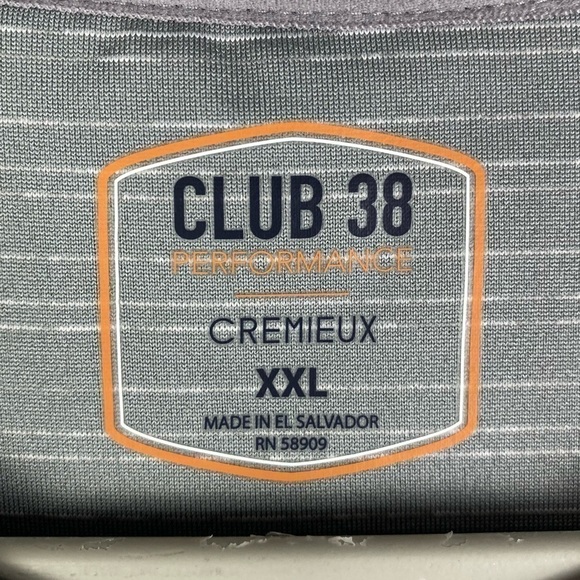 CLUB 38
PERFORMANCE
CREMIEUX
XXL
MADE IN EL SALVADOR
RN 58909